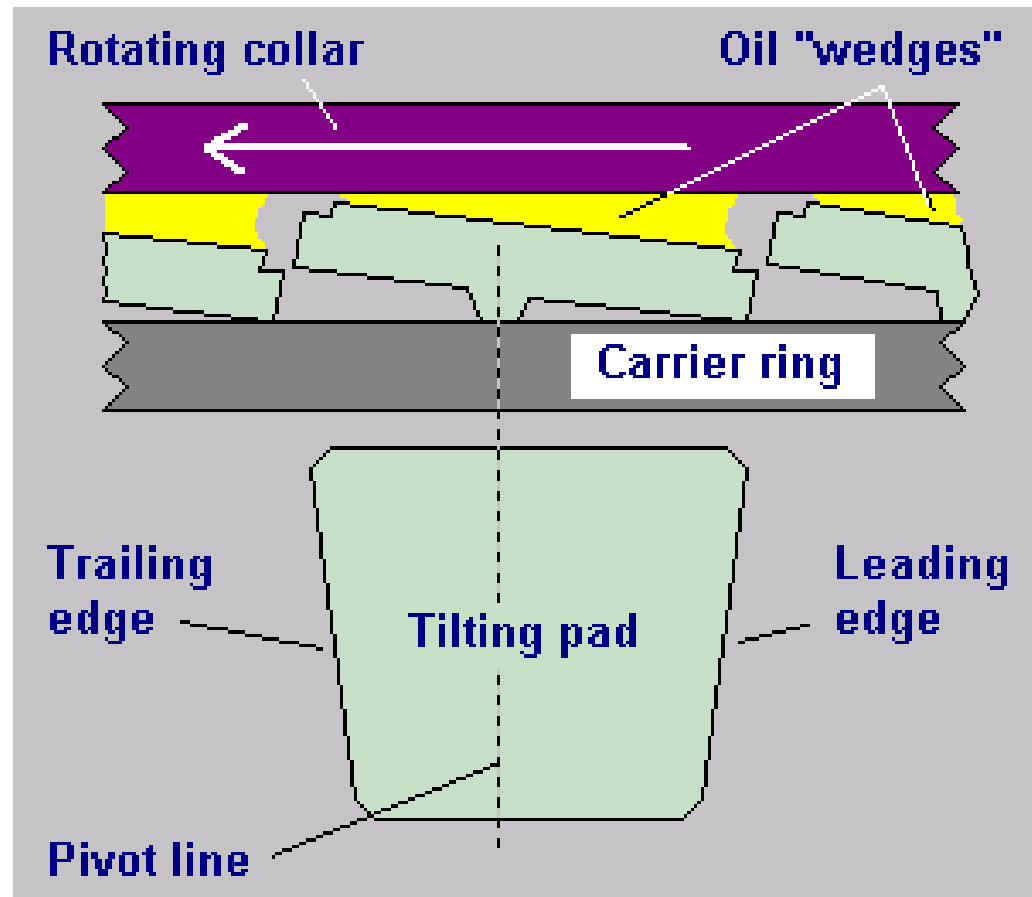 Rotating collar
Oil "wedges"
Carrier ring
Trailing
edge
Leading
edge
Tilting pad
Pivot line